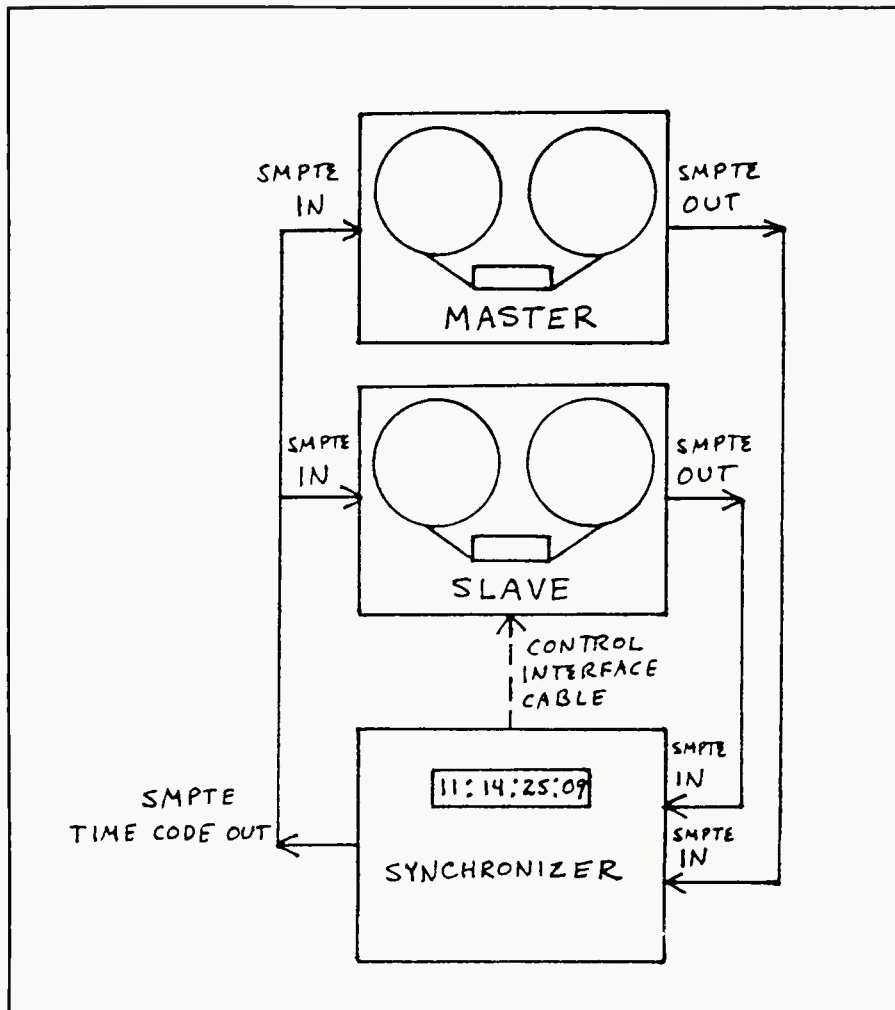 SMPTE
IN
SMPTE
OUT
MASTER
SMPTE
IN
SMPTE
OUT
SLAVE
CONTROL
INTERFACE
CABLE
SMPTE
IN
11:14:25:09
SMPTE
TIME CODE OUT
SMPTE
IN
SYNCHRONIZER